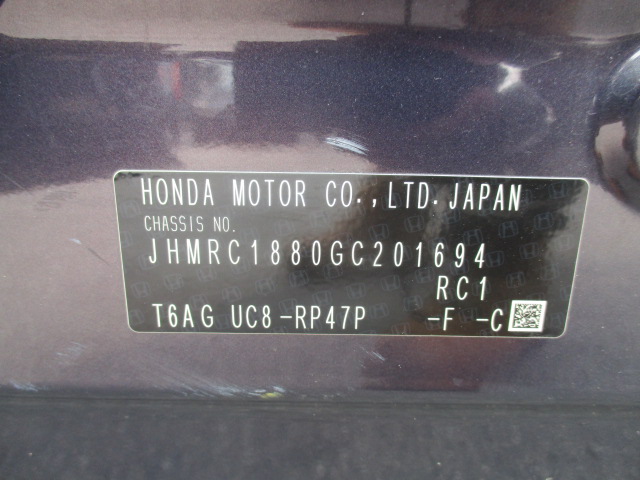 HONDA MOTOR CO.,LTD.JAPAN
CHASSIS NO.
JHMRC1880GC201694
RC1
T6AG UC8-RP47P -F -C